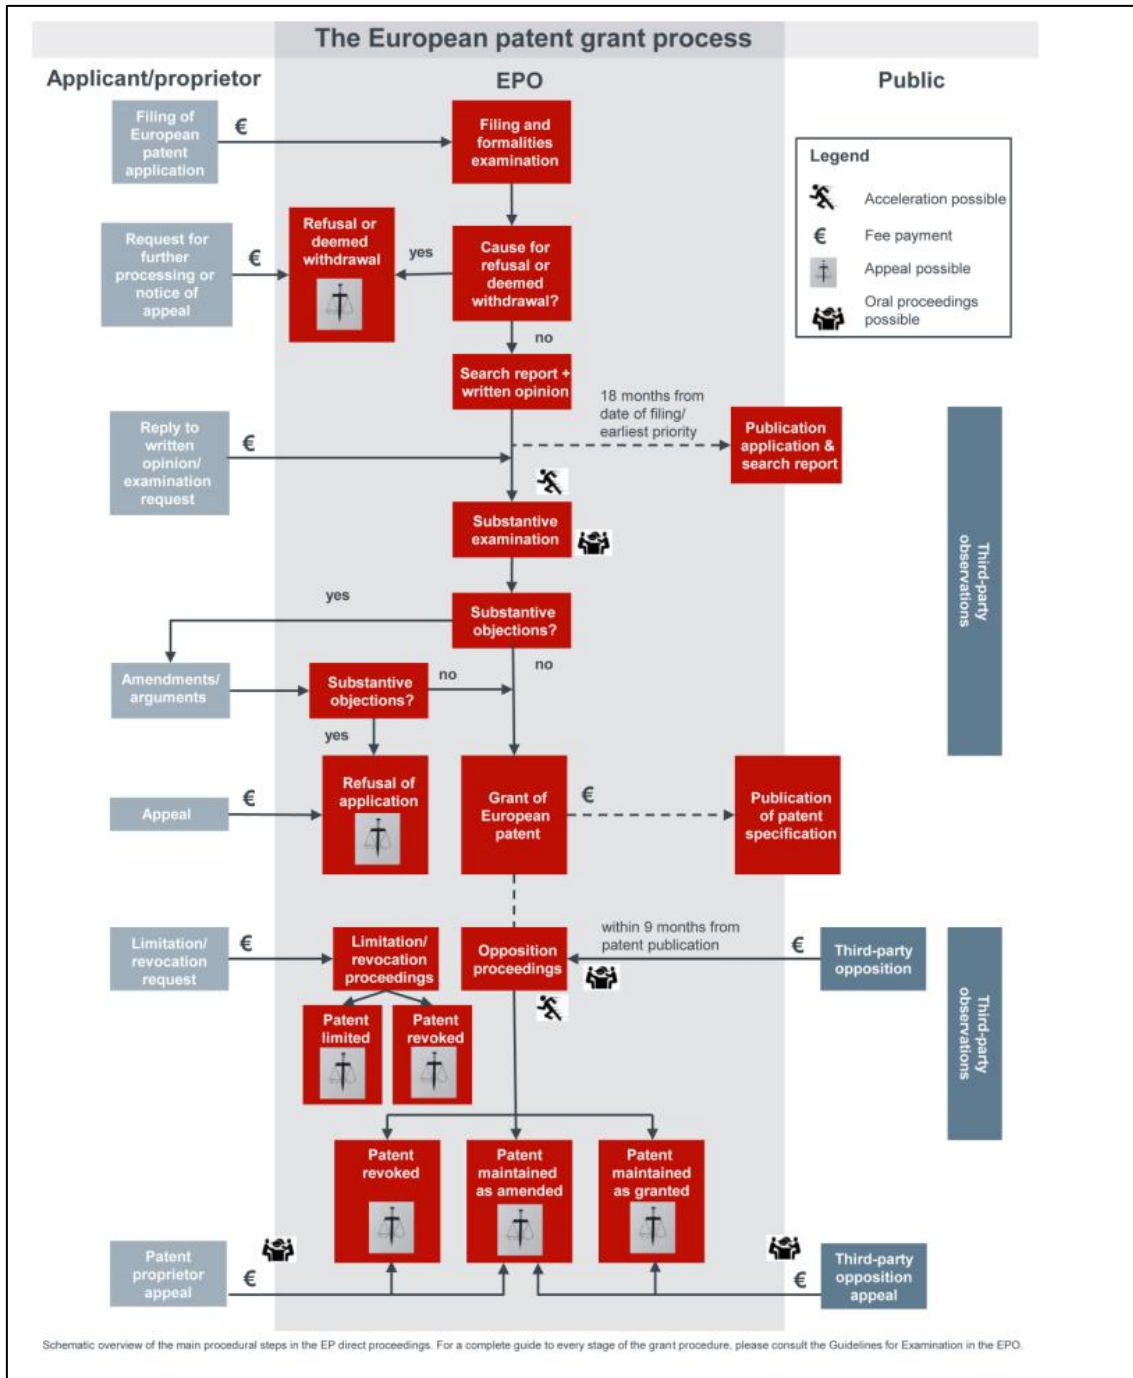 The European patent grant process
Applicant/proprietor
EPO
Public
Filing of
European
patent
application
€
Filing and
formalities
examination
Legend
Acceleration possible
€
Fee payment
Appeal possible
Oral proceedings
possible
Request for
further
processing or
notice of
appeal
€
Refusal or
deemed
withdrawal
yes
Cause for
refusal or
deemed
withdrawal?
no
Search report +
written opinion
18 months from
date of filing/
earliest priority
Publication
application &
search report
Reply to
written
opinion/
examination
request
€
Substantive
examination
Third-party
observations
yes
Substantive
objections?
no
Amendments/
arguments
Substantive
objections?
no
yes
Appeal
€
Refusal of
application
Grant of
European
patent
€
Publication
of patent
specification
Limitation/
revocation
request
€
Limitation/
revocation
proceedings
Opposition
proceedings
within 9 months from
patent publication
€
Third-party
opposition
Third-party
observations
Patent
limited
Patent
revoked
Patent
revoked
Patent
maintained
as amended
Patent
maintained
as granted
Patent
proprietor
appeal
€
€
Third-party
opposition
appeal
Schematic overview of the main procedural steps in the EP direct proceedings. For a complete guide to every stage of the grant procedure, please consult the Guidelines for Examination in the EPO.